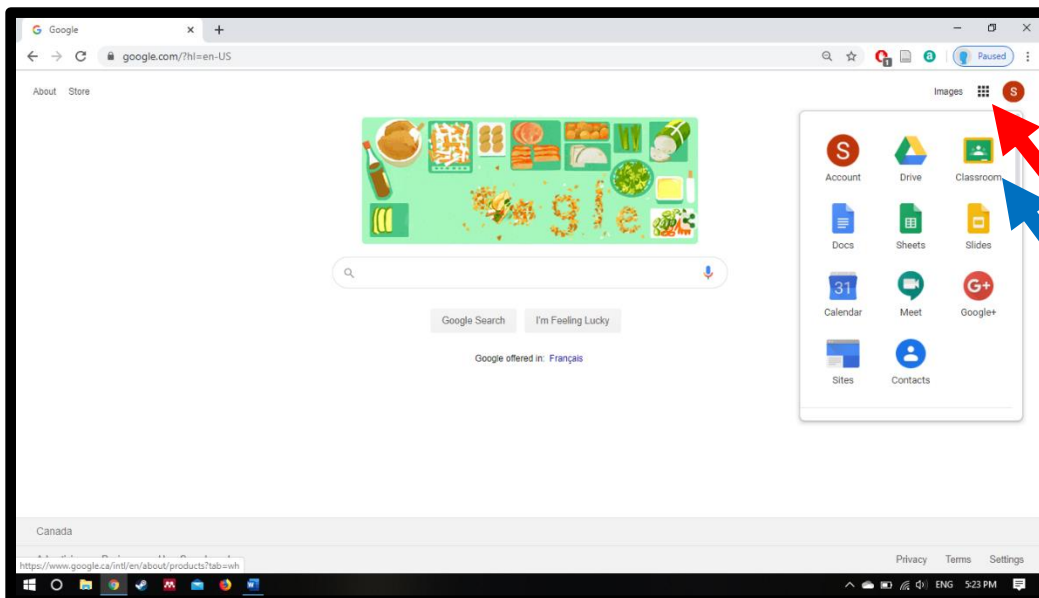 Google
google.com/?hl=en-US
1
a
Paused
About Store
Images
S
S
Account Drive Classroom
Docs Sheets Slides
31
G+
Calendar Meet Google+
Sites Contacts
Google Search I'm Feeling Lucky
Google offered in: Français
Canada
https://www.google.ca/intl/en/about/products?tab=wh
Privacy Terms Settings
ENG 5:23 PM